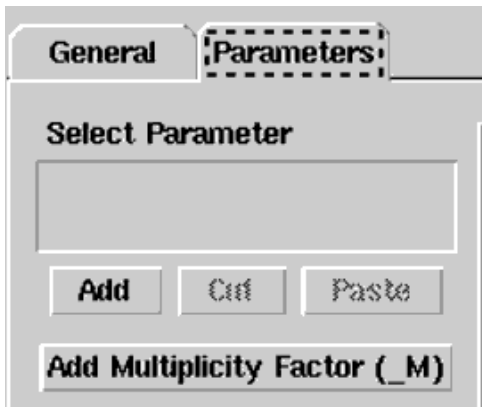 General Parameters
Select Parameter
Add Cut Paste
Add Multiplicity Factor (_M)